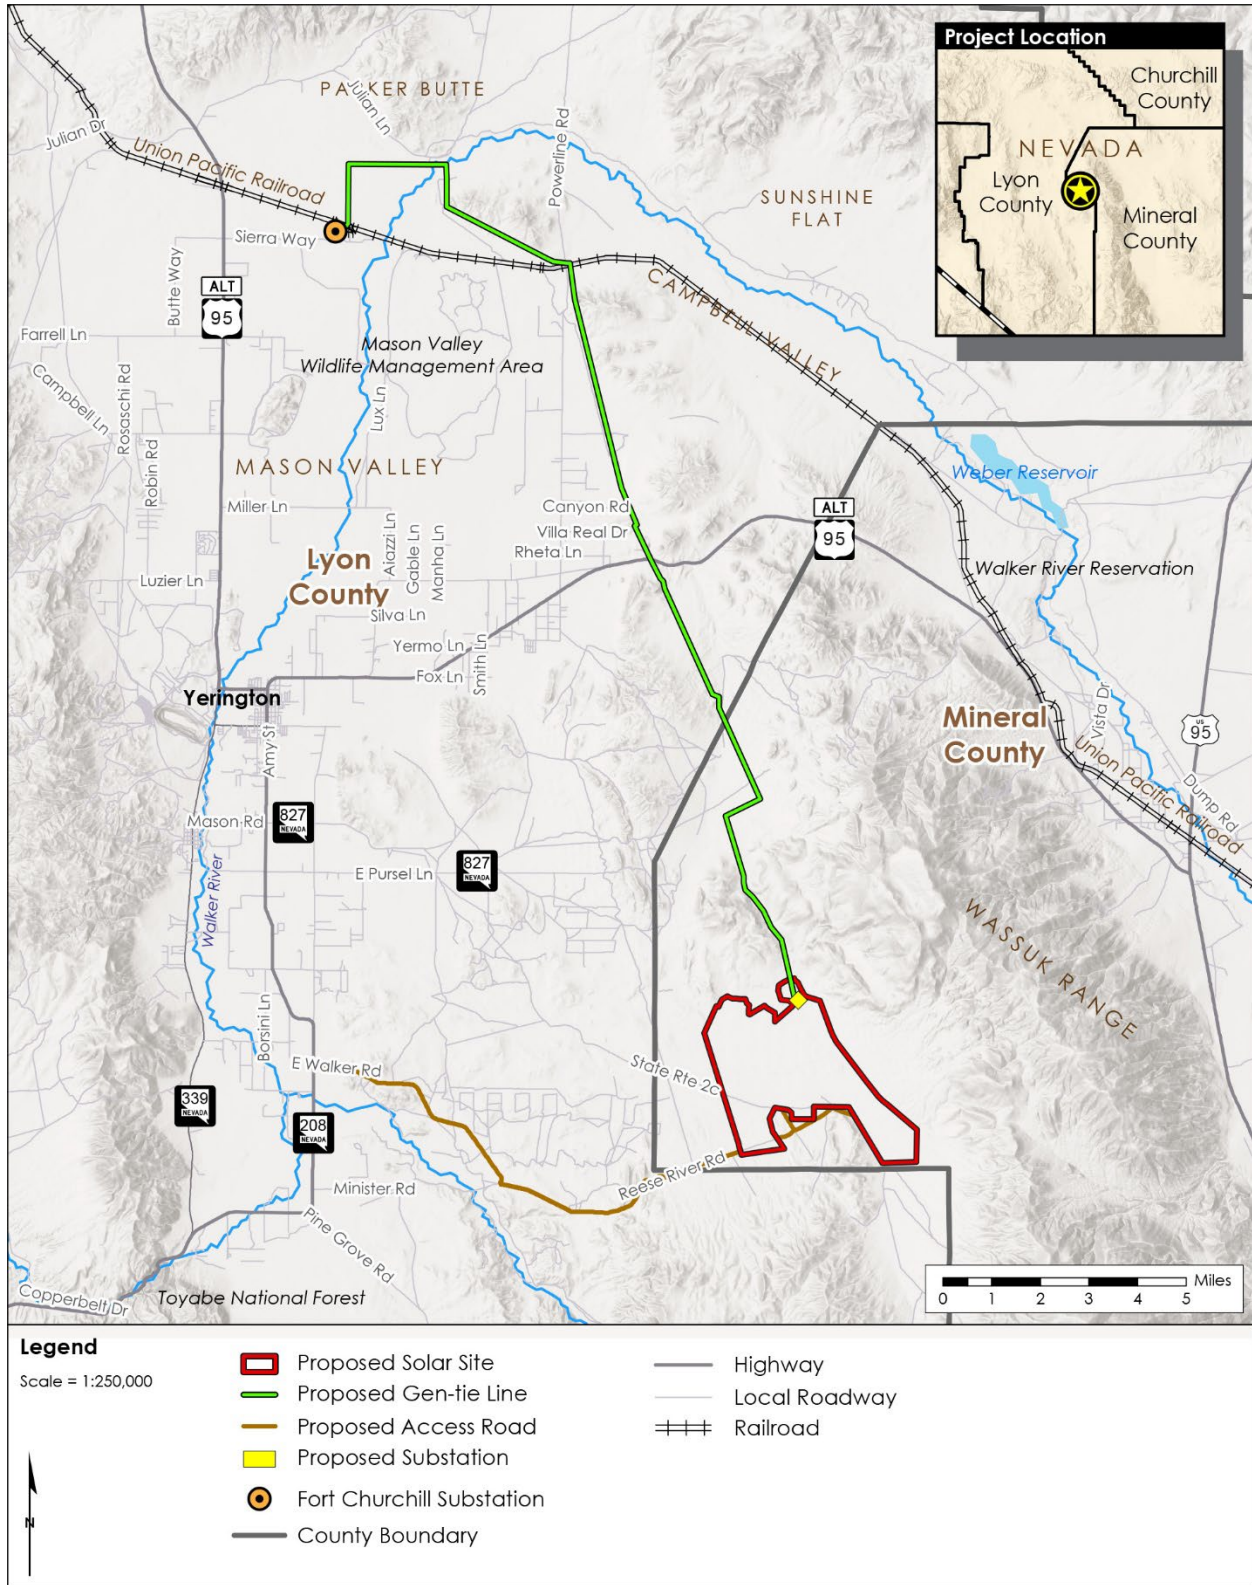 Project Location
Churchill
County
NEVADA
Lyon
County
Mineral
County
PARKER BUTTE
Julian Ln
Powerline Rd
Julian Dr
Union Pacific Railroad
SUNSHINE
FLAT
Sierra Way
Butte Way
ALT
95
CAMPBELL VALLEY
Farrell Ln
Mason Valley
Wildlife Management Area
Campbell Ln
Rosaschi Rd
Lux Ln
Robin Rd
MASON VALLEY
Weber Reservoir
Miller Ln
Canyon Rd
ALT
95
Villa Real Dr
Aiazzi Ln
Gable Ln
Mantha Ln
Rheta Ln
Lyon
County
Walker River Reservation
Luzier Ln
Silva Ln
Yermo Ln
Smith Ln
Fox Ln
Yerington
Vista Dr
Mineral
County
US
95
Amy St
Union Pacific Railroad
Dump Rd
Mason Rd
827
NEVADA
E Pursel Ln
827
NEVADA
Walker River
WASSUK RANGE
Borsini Ln
E Walker Rd
State Rte 2c
339
NEVADA
208
NEVADA
Reese River Rd
Minister Rd
Pine Grove Rd
Copperbelt Dr
Toyabe National Forest
Miles
0 1 2 3 4 5
Legend
Scale = 1:250,000
N
Proposed Solar Site
Proposed Gen-tie Line
Proposed Access Road
Proposed Substation
Fort Churchill Substation
County Boundary
Highway
Local Roadway
Railroad